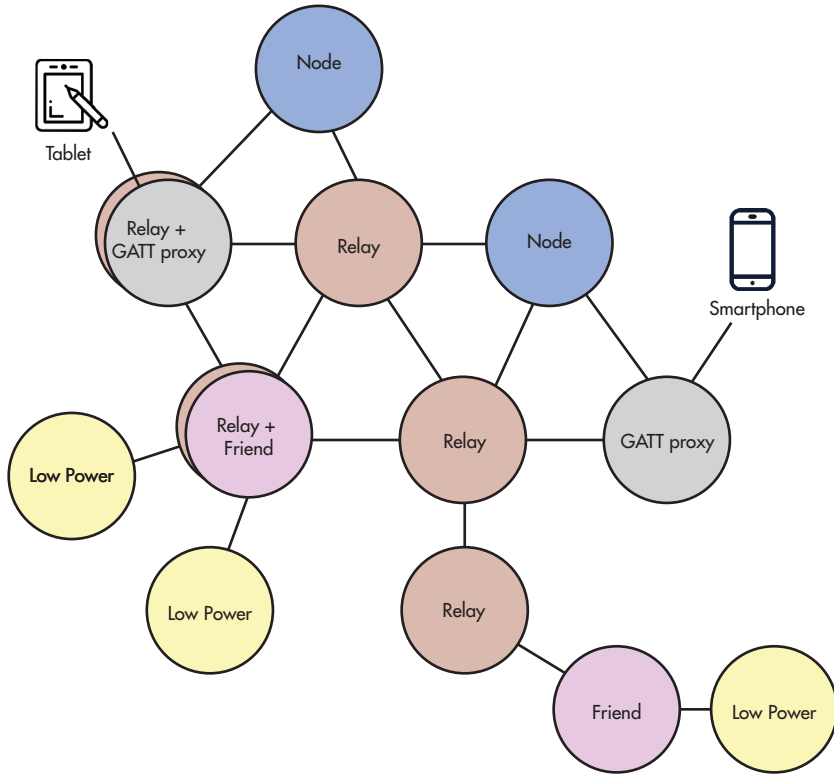 Node
Tablet
Relay +
GATT proxy
Relay
Node
Smartphone
Relay +
Friend
Relay
GATT proxy
Low Power
Low Power
Relay
Friend
Low Power